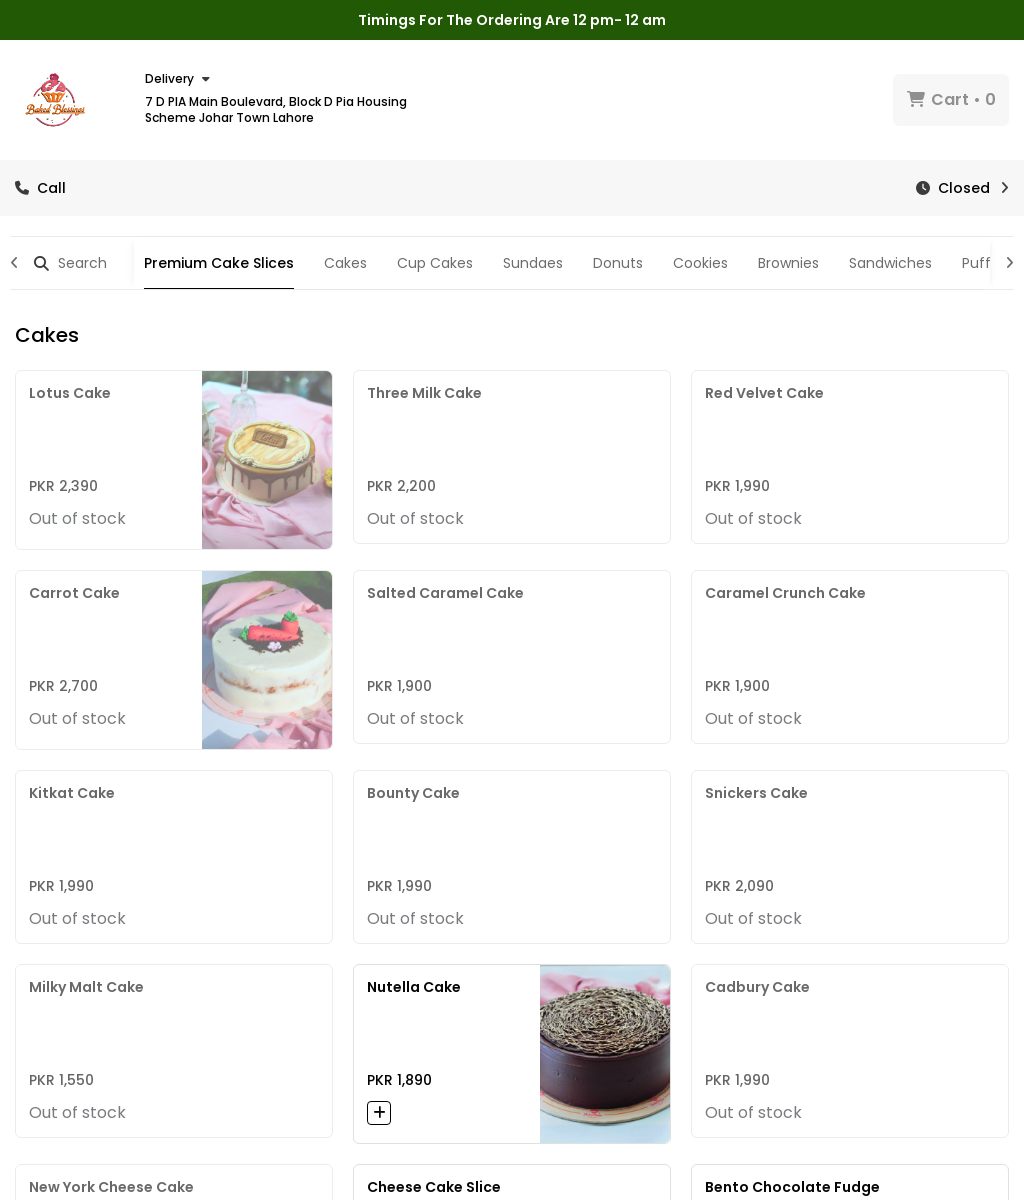 Timings For The Ordering Are 12 pm- 12 am
Baked Blessings
Delivery
7 D PIA Main Boulevard, Block D Pia Housing
Scheme Johar Town Lahore
Cart • 0
Call
Closed
Search
Premium Cake Slices
Cakes
Cup Cakes
Sundaes
Donuts
Cookies
Brownies
Sandwiches
Puff
Cakes
Lotus Cake
PKR 2,390
Out of stock
Three Milk Cake
PKR 2,200
Out of stock
Red Velvet Cake
PKR 1,990
Out of stock
Carrot Cake
PKR 2,700
Out of stock
Salted Caramel Cake
PKR 1,900
Out of stock
Caramel Crunch Cake
PKR 1,900
Out of stock
Kitkat Cake
PKR 1,990
Out of stock
Bounty Cake
PKR 1,990
Out of stock
Snickers Cake
PKR 2,090
Out of stock
Milky Malt Cake
PKR 1,550
Out of stock
Nutella Cake
PKR 1,890
Cadbury Cake
PKR 1,990
Out of stock
New York Cheese Cake
Cheese Cake Slice
Bento Chocolate Fudge